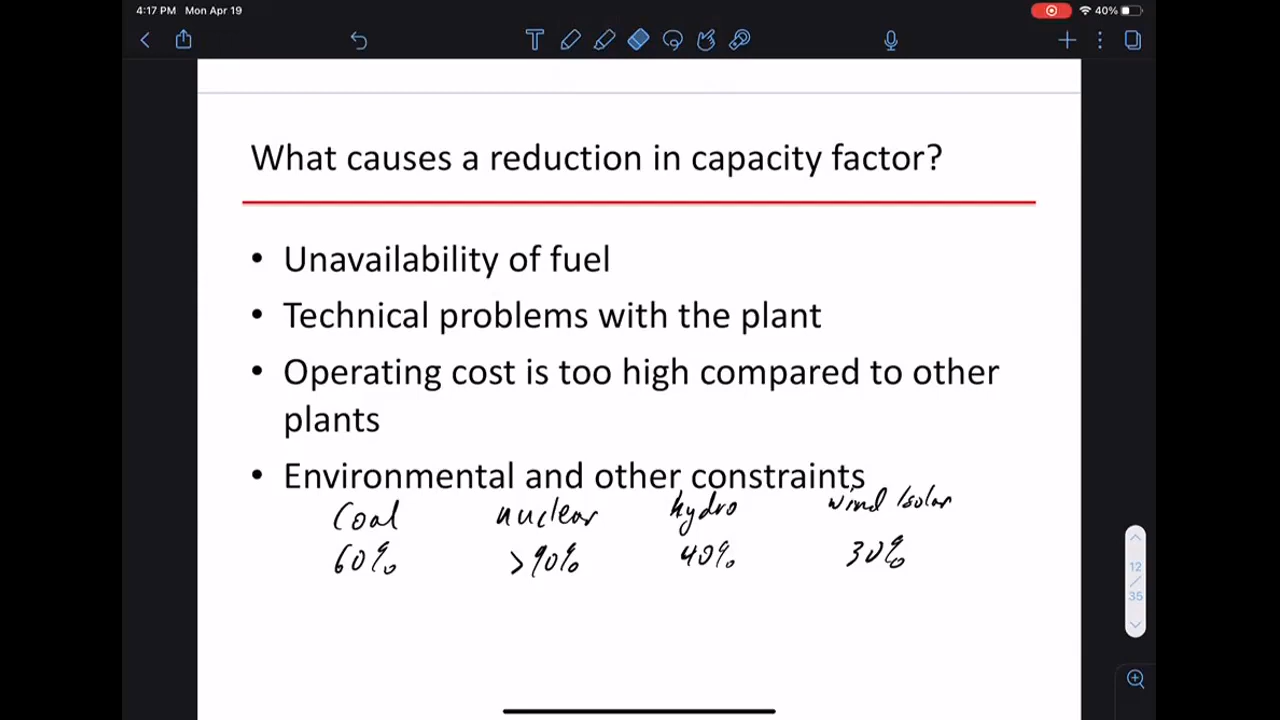 4:17 PM Mon Apr 19
40%
What causes a reduction in capacity factor?
• Unavailability of fuel
• Technical problems with the plant
• Operating cost is too high compared to other
plants
• Environmental and other constraints
Coal nuclear hydro wind/solar
60% >90% 40% 30%
12
/
35